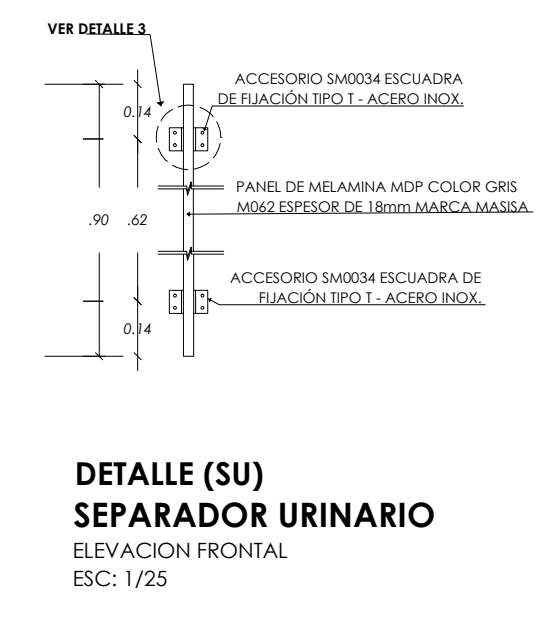 VER DETALLE 3
ACCESORIO SM0034 ESCUADRA
DE FIJACIÓN TIPO T - ACERO INOX.
0.14
PANEL DE MELAMINA MDP COLOR GRIS
M062 ESPESOR DE 18mm MARCA MASISA
.90
.62
ACCESORIO SM0034 ESCUADRA DE
FIJACIÓN TIPO T - ACERO INOX.
0.14
DETALLE (SU)
SEPARADOR URINARIO
ELEVACION FRONTAL
ESC: 1/25